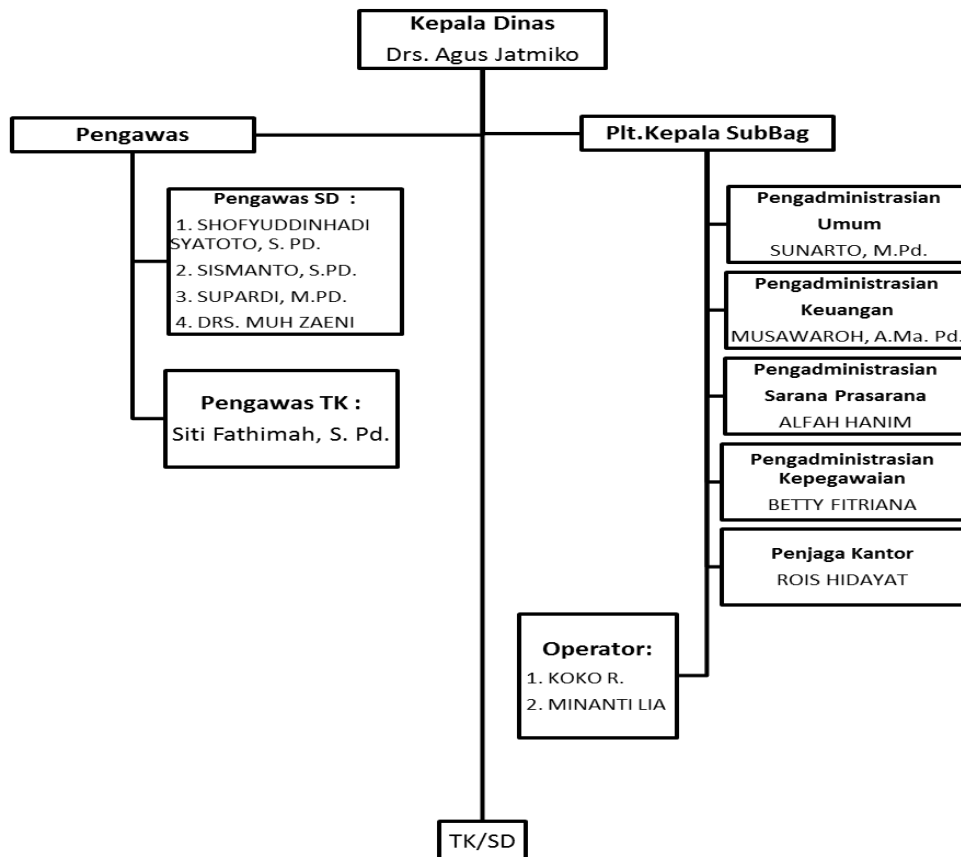 Kepala Dinas
Drs. Agus Jatmiko
Pengawas
Plt.Kepala SubBag
Pengawas SD :
1. SHOFYUDDINHADI
SYATOTO, S. PD.
2. SISMANTO, S.PD.
3. SUPARDI, M.PD.
4. DRS. MUH ZAENI
Pengawas TK :
Siti Fathimah, S. Pd.
Pengadministrasian
Umum
SUNARTO, M.Pd.
Pengadministrasian
Keuangan
MUSAWAROH, A.Ma. Pd.
Pengadministrasian
Sarana Prasarana
ALFAH HANIM
Pengadministrasian
Kepegawaian
BETTY FITRIANA
Penjaga Kantor
ROIS HIDAYAT
Operator:
1. KOKO R.
2. MINANTI LIA
TK/SD